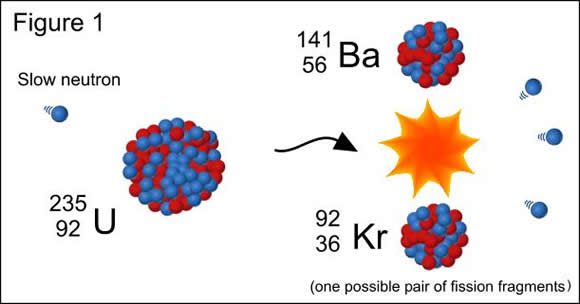 Figure 1
Slow neutron
235
92 U
141
56 Ba
92
36 Kr
(one possible pair of fission fragments)